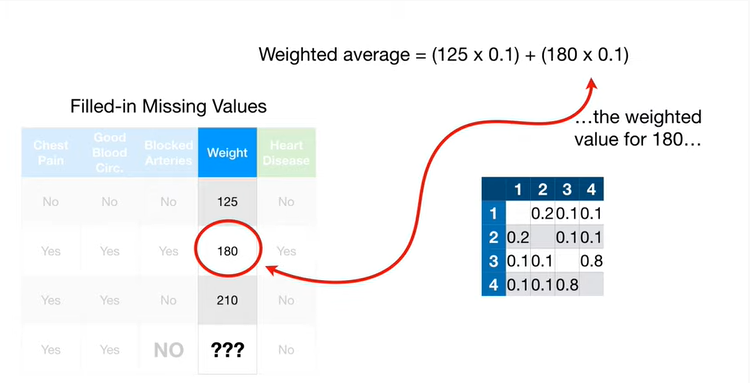 Weighted average = (125 x 0.1) + (180 x 0.1)
Filled-in Missing Values
…the weighted
value for 180…
Chest Pain Good Blood Circ. Blocked Arteries Weight Heart Disease
No No No 125 No
Yes Yes Yes 180 Yes
Yes Yes No 210 No
Yes Yes NO ??? No
1 2 3 4
1 0.2 0.1 0.1
2 0.2 0.1 0.1
3 0.1 0.1 0.8
4 0.1 0.1 0.8